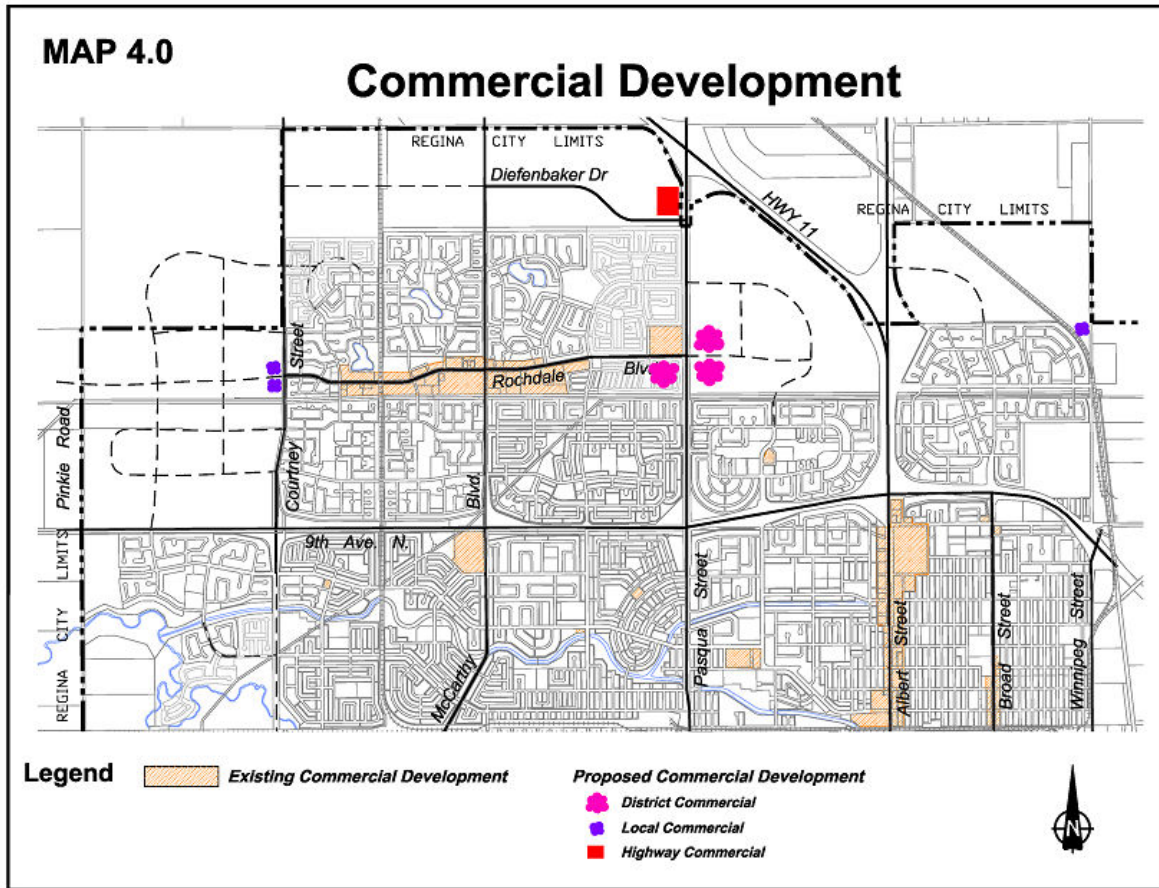 MAP 4.0
Commercial Development
REGINA CITY LIMITS
Diefenbaker Dr
HWY 11
REGINA CITY LIMITS
Street
Rochdale
Blvd
Pinkie Road
Courtney
Blvd.
9th Ave. N.
REGINA CITY LIMITS
McCarthy
Pasqua Street
Albert Street
Broad Street
Winnipeg Street
Legend
Existing Commercial Development
Proposed Commercial Development
District Commercial
Local Commercial
Highway Commercial
N